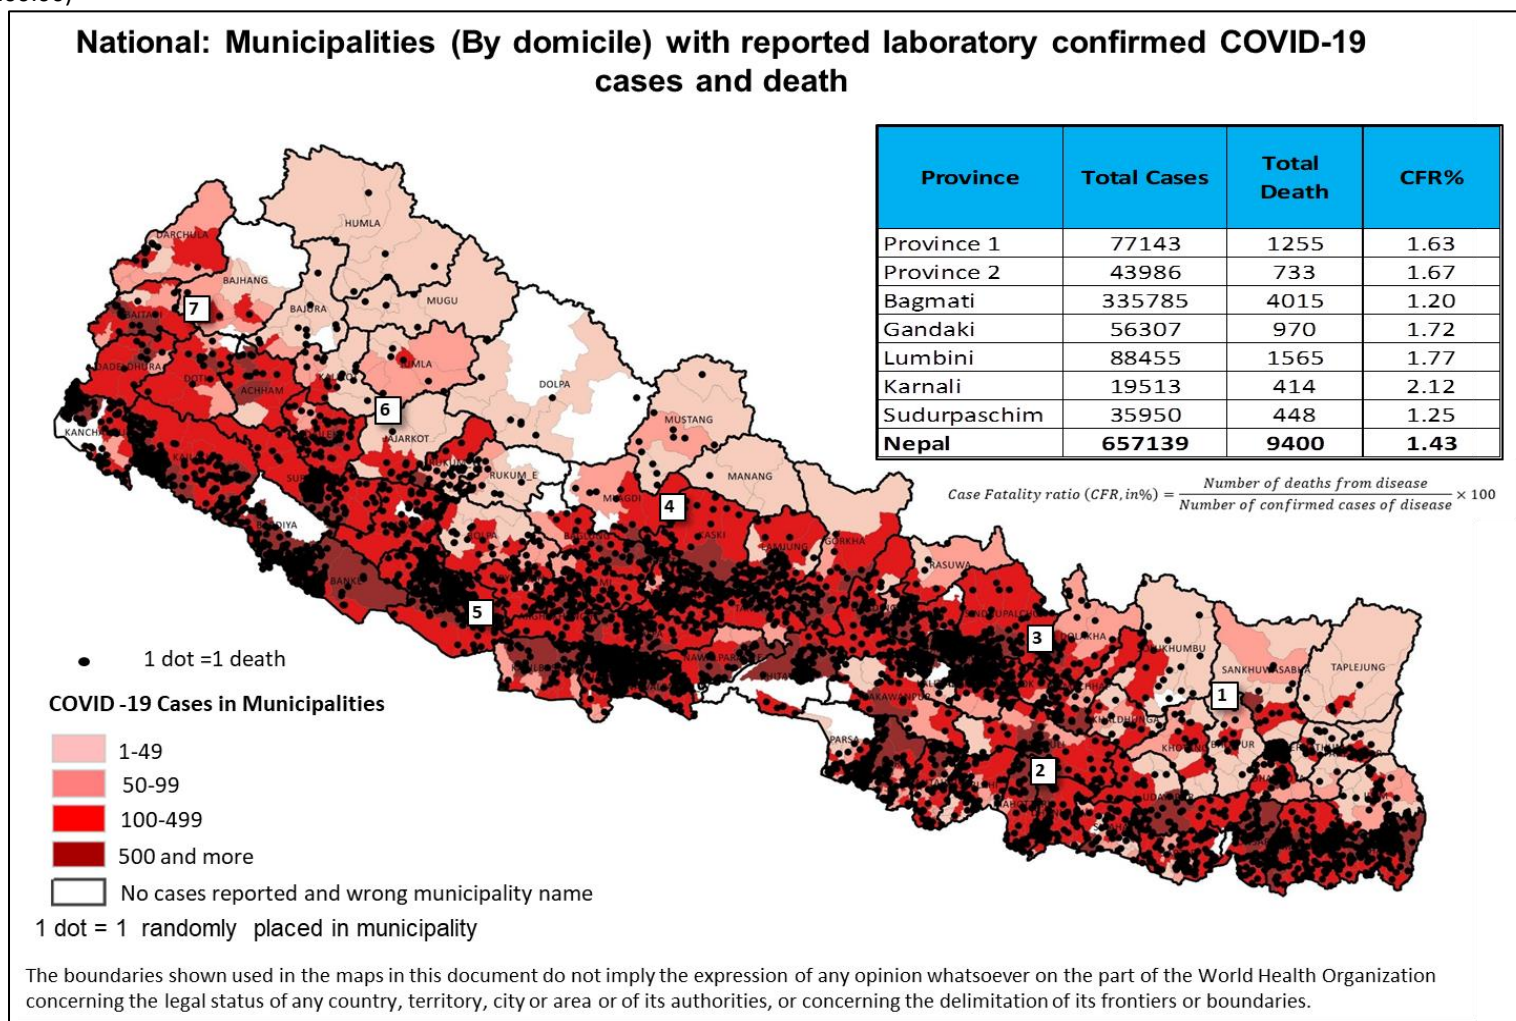 National: Municipalities (By domicile) with reported laboratory confirmed COVID-19
cases and death
Province Total Cases Total Death CFR%
Province 1 77143 1255 1.63
Province 2 43986 733 1.67
Bagmati 335785 4015 1.20
Gandaki 56307 970 1.72
Lumbini 88455 1565 1.77
Karnali 19513 414 2.12
Sudurpaschim 35950 448 1.25
Nepal 657139 9400 1.43
Case Fatality ratio (CFR, in%) = Number of deaths from disease / Number of confirmed cases of disease × 100
HUMLA
DARCHULA
BAJHANG
MUGU
7
BAJURA
DOLPA
ACHHAM
6
MUSTANG
RUKUM_E
MANANG
4
KASKI
LAMJUNG
GORKHA
RASUWA
5
3
SANKHUWASABHA
TAPLEJUNG
1
PARSA
2
1 dot =1 death
COVID -19 Cases in Municipalities
1-49
50-99
100-499
500 and more
No cases reported and wrong municipality name
1 dot = 1 randomly placed in municipality
The boundaries shown used in the maps in this document do not imply the expression of any opinion whatsoever on the part of the World Health Organization
concerning the legal status of any country, territory, city or area or of its authorities, or concerning the delimitation of its frontiers or boundaries.